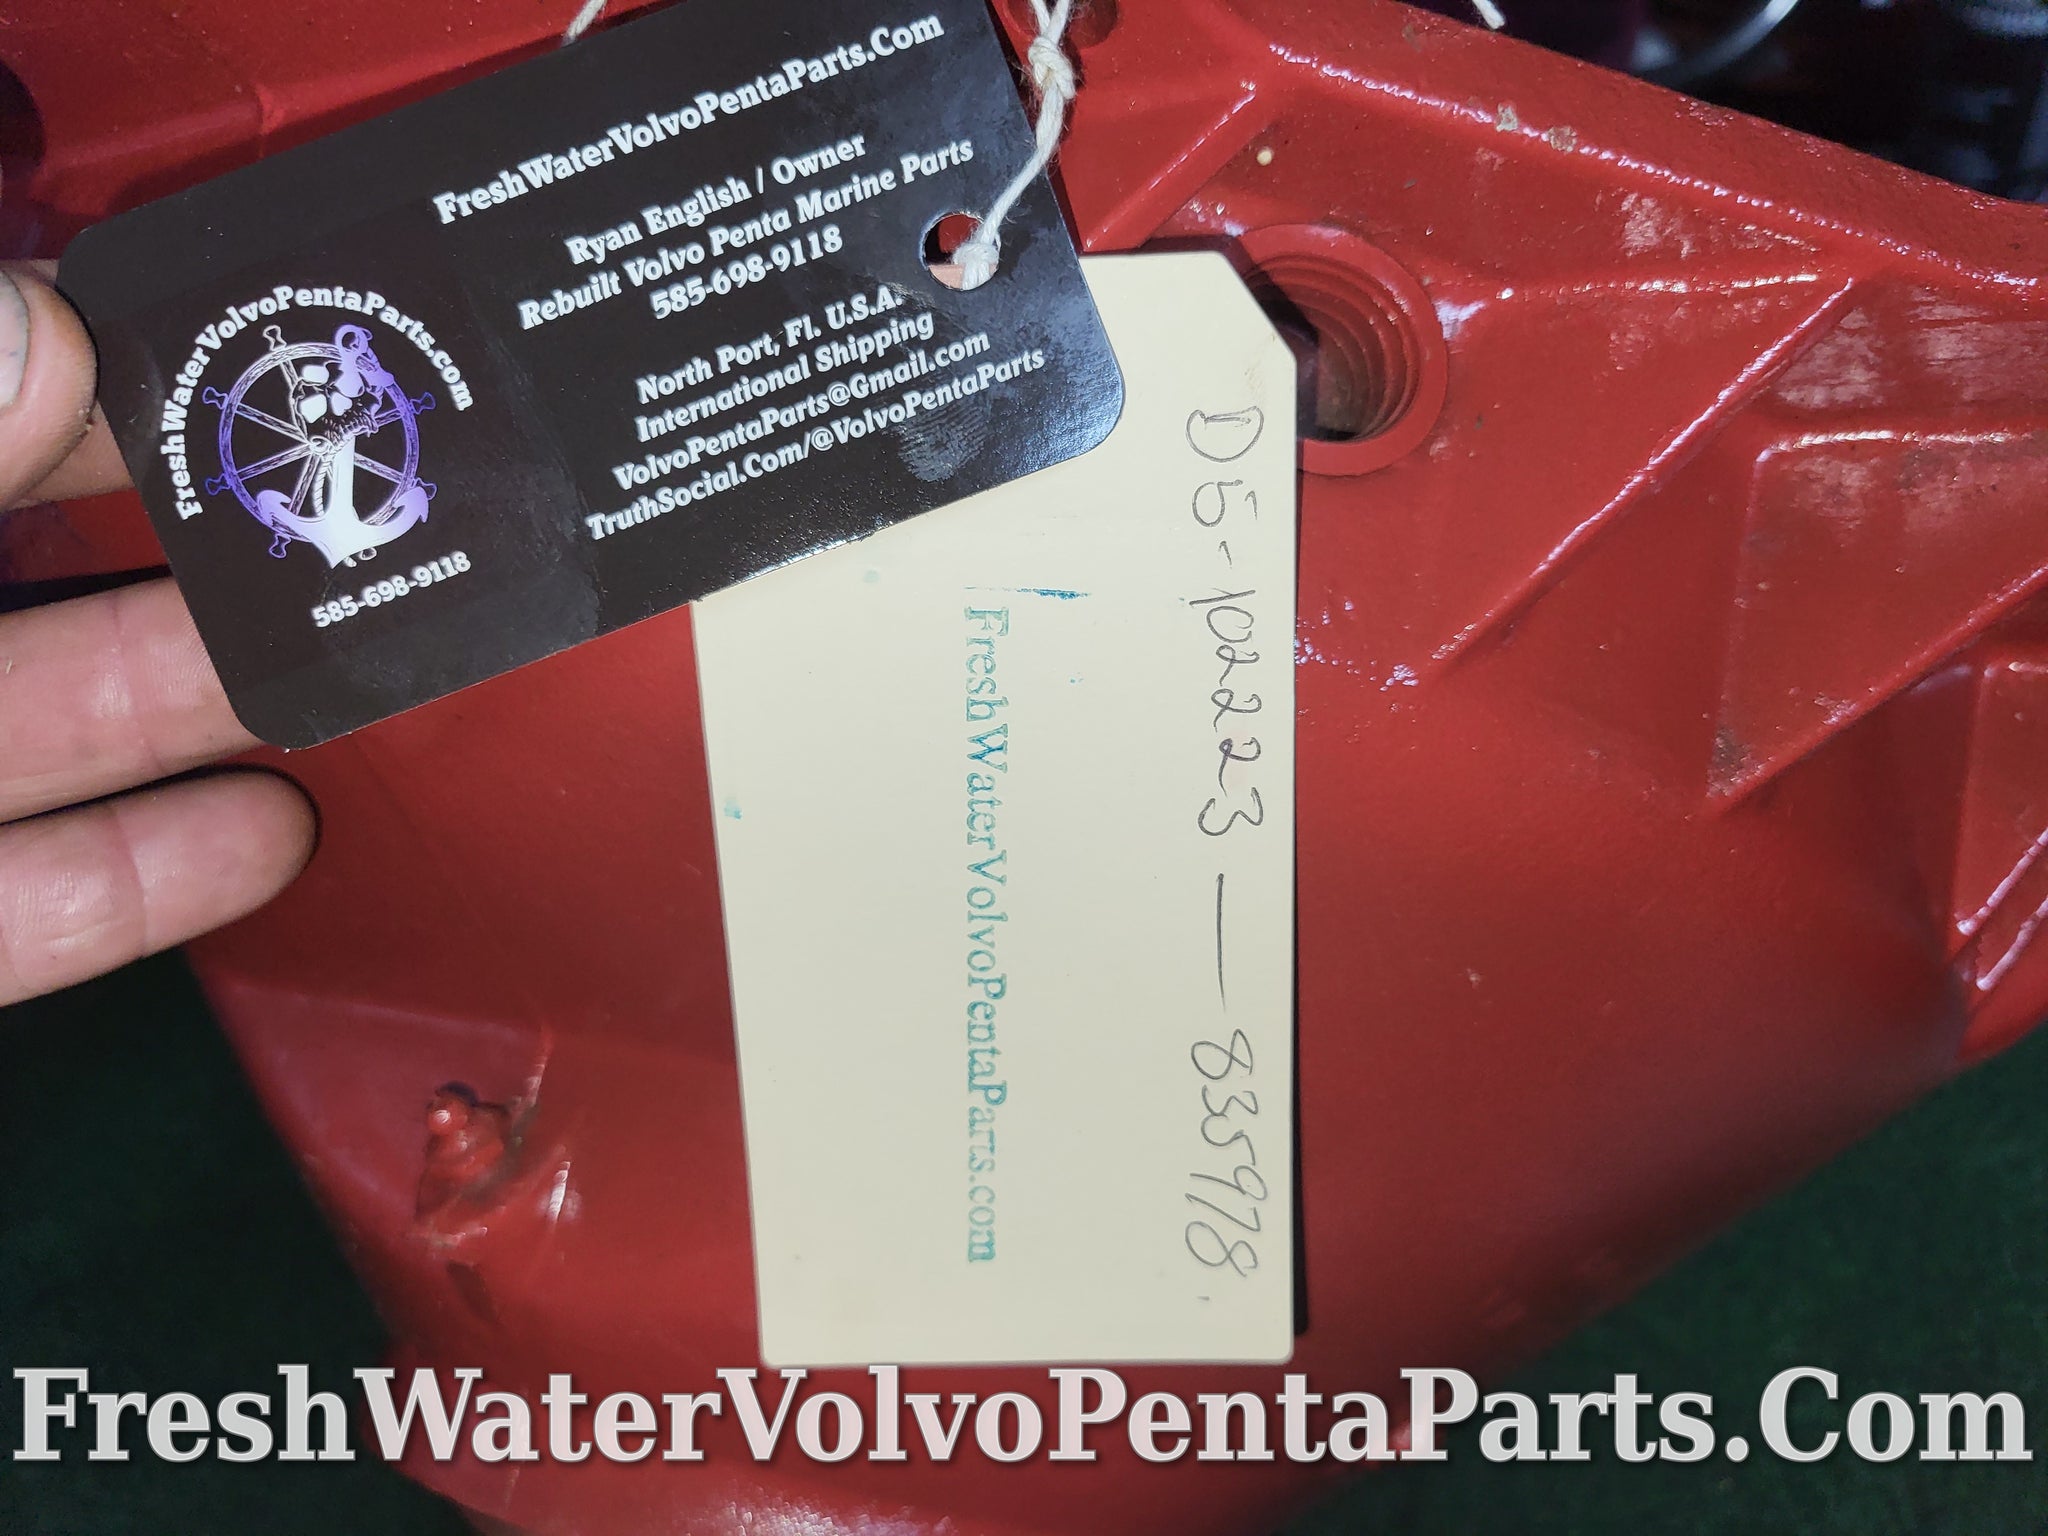 FreshWaterVolvoPentaParts.Com
Ryan English / Owner
Rebuilt Volvo Penta Marine Parts
585-698-9118
North Port, Fl. U.S.A.
International Shipping
VolvoPentaParts@Gmail.com
TruthSocial.Com/@VolvoPentaParts
FreshWaterVolvoPentaParts.com
585-698-9118
D5-102223 — 835978.
FreshWaterVolvoPentaParts.com
FreshWaterVolvoPentaParts.Com